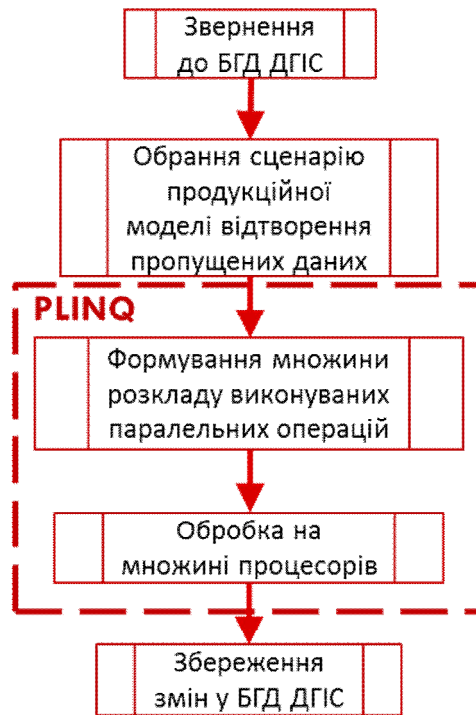 Звернення
до БГД ДГІС
Обрання сценарію
продукційної
моделі відтворення
пропущених даних
PLINQ
Формування множини
розкладу виконуваних
паралельних операцій
Обробка на
множині процесорів
Збереження
змін у БГД ДГІС